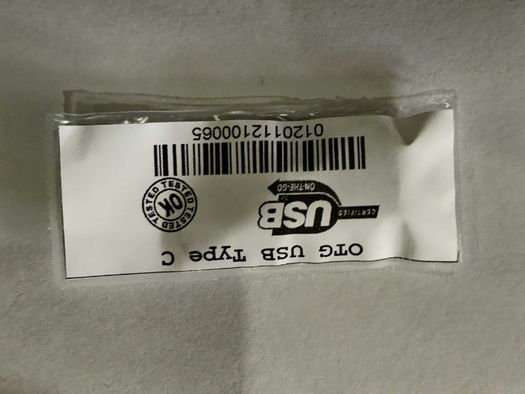 OTG USB Type C
CERTIFIED USB
ON-THE-GO
TESTED TESTED TESTED TESTED
OK
0120112100065